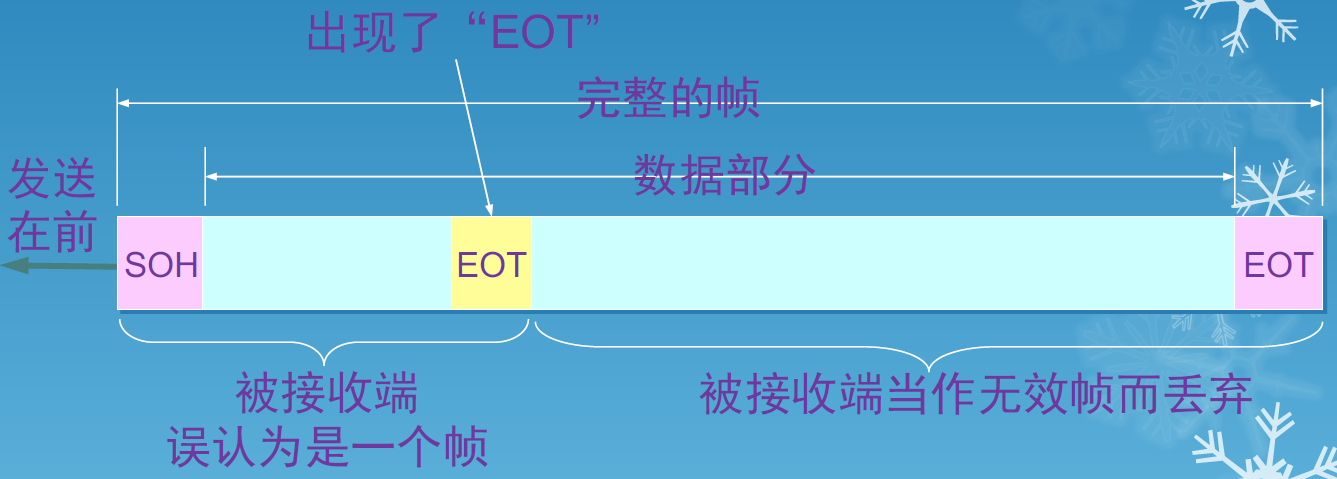 出现了“EOT”
完整的帧
数据部分
发送
在前
SOH
EOT
EOT
被接收端
误认为是一个帧
被接收端当作无效帧而丢弃